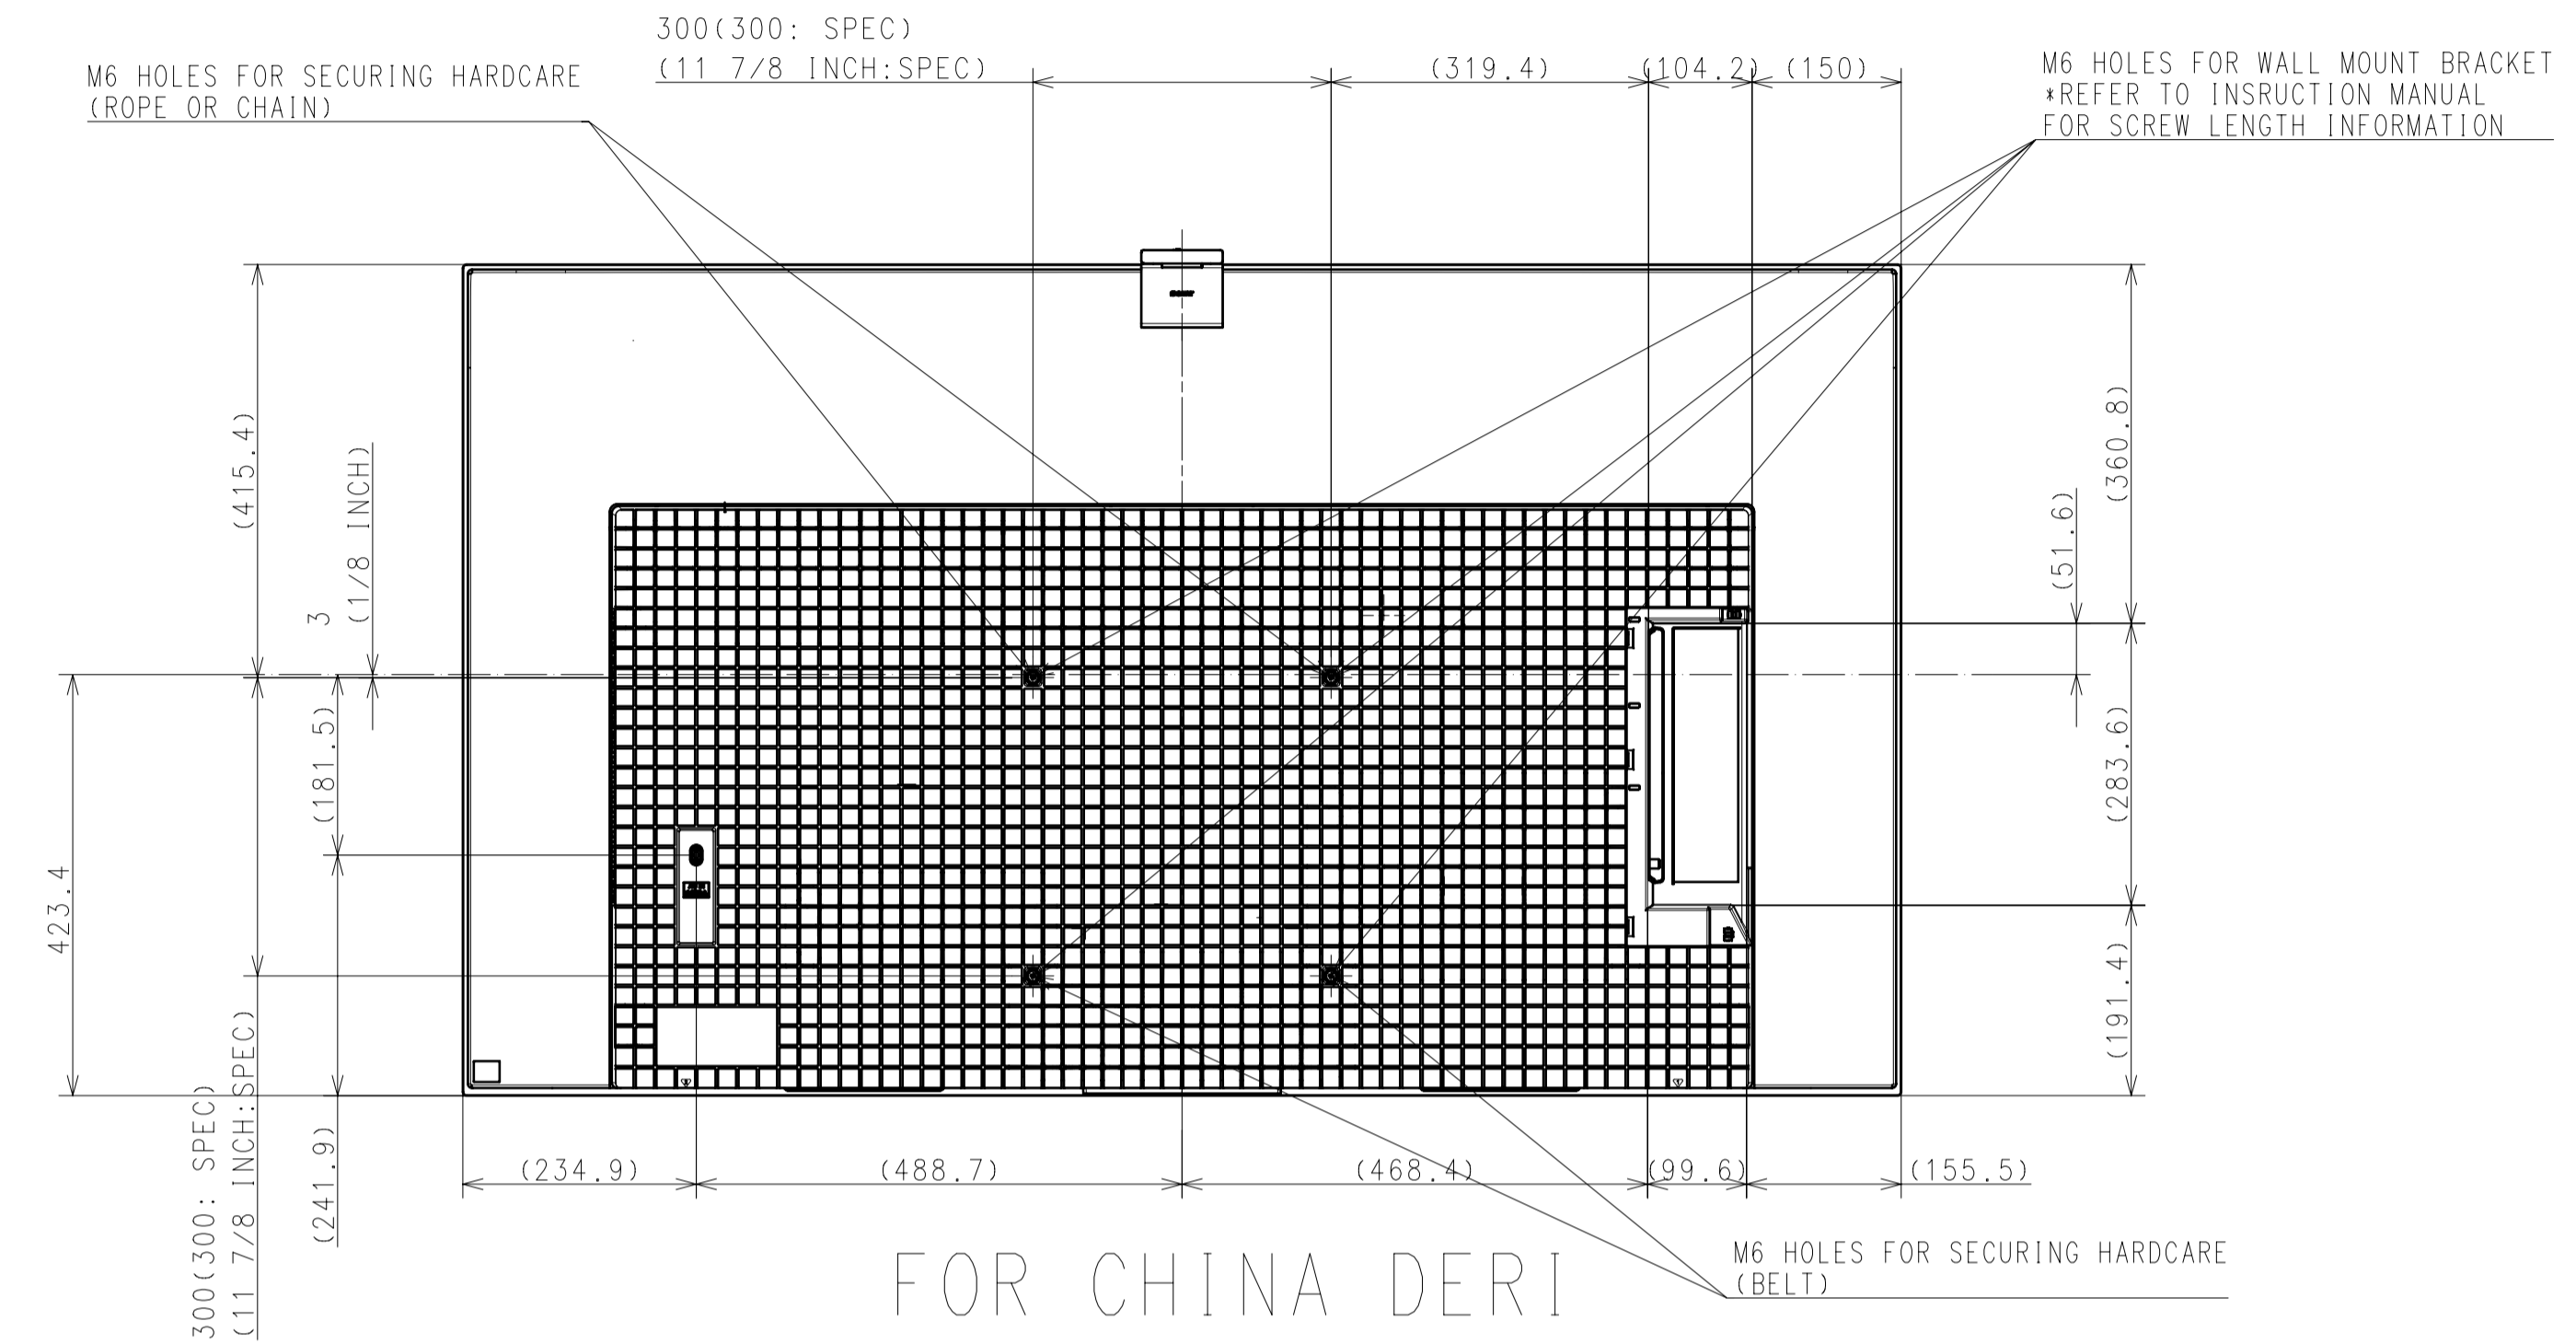 300(300: SPEC)
(11 7/8 INCH:SPEC)
M6 HOLES FOR SECURING HARDCARE
(ROPE OR CHAIN)
(319.4)
(104.2)
(150)
M6 HOLES FOR WALL MOUNT BRACKET
*REFER TO INSRUCTION MANUAL
FOR SCREW LENGTH INFORMATION
(415.4)
3
(1/8 INCH)
(181.5)
423.4
300(300: SPEC)
(11 7/8 INCH:SPEC)
(241.9)
(360.8)
(51.6)
(283.6)
(191.4)
(234.9)
(488.7)
(468.4)
(99.6)
(155.5)
M6 HOLES FOR SECURING HARDCARE
(BELT)
FOR CHINA DERI